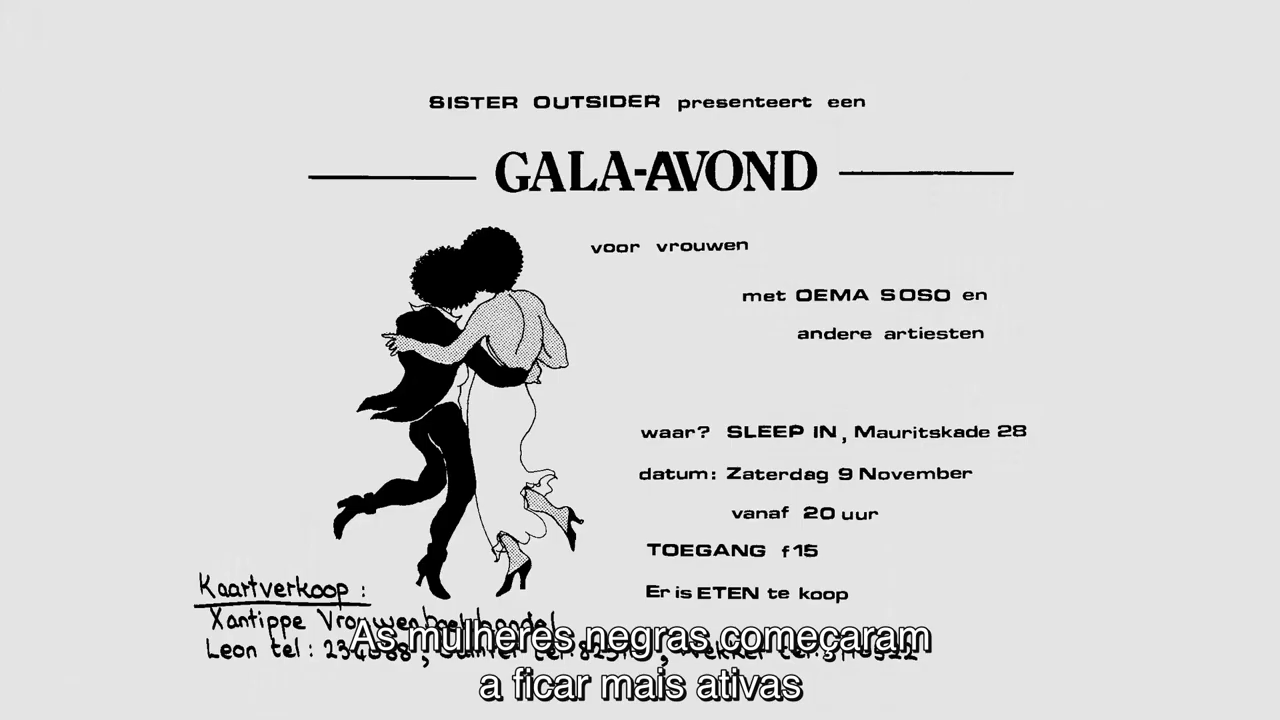 SISTER OUTSIDER presenteert een
GALA-AVOND
voor vrouwen
met OEMA SOSO en
andere artiesten
waar? SLEEP IN, Mauritskade 28
datum: Zaterdag 9 November
vanaf 20 uur
TOEGANG f15
Er is ETEN te koop
Kaartverkoop :
Xantippe
Leon tel :
As mulheres negras começaram
a ficar mais ativas